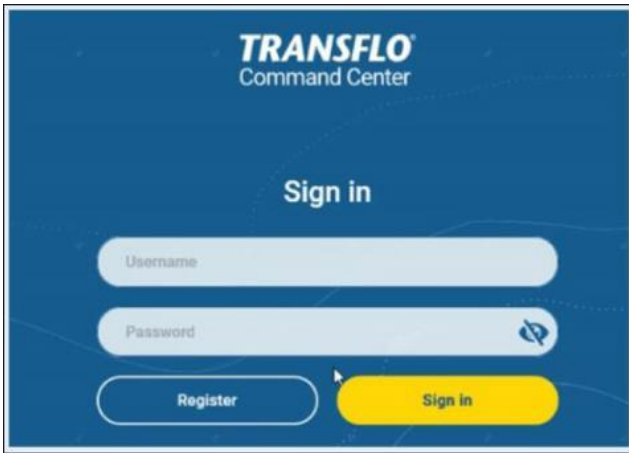 TRANSFLO®
Command Center
Sign in
Username
Password
Register Sign in